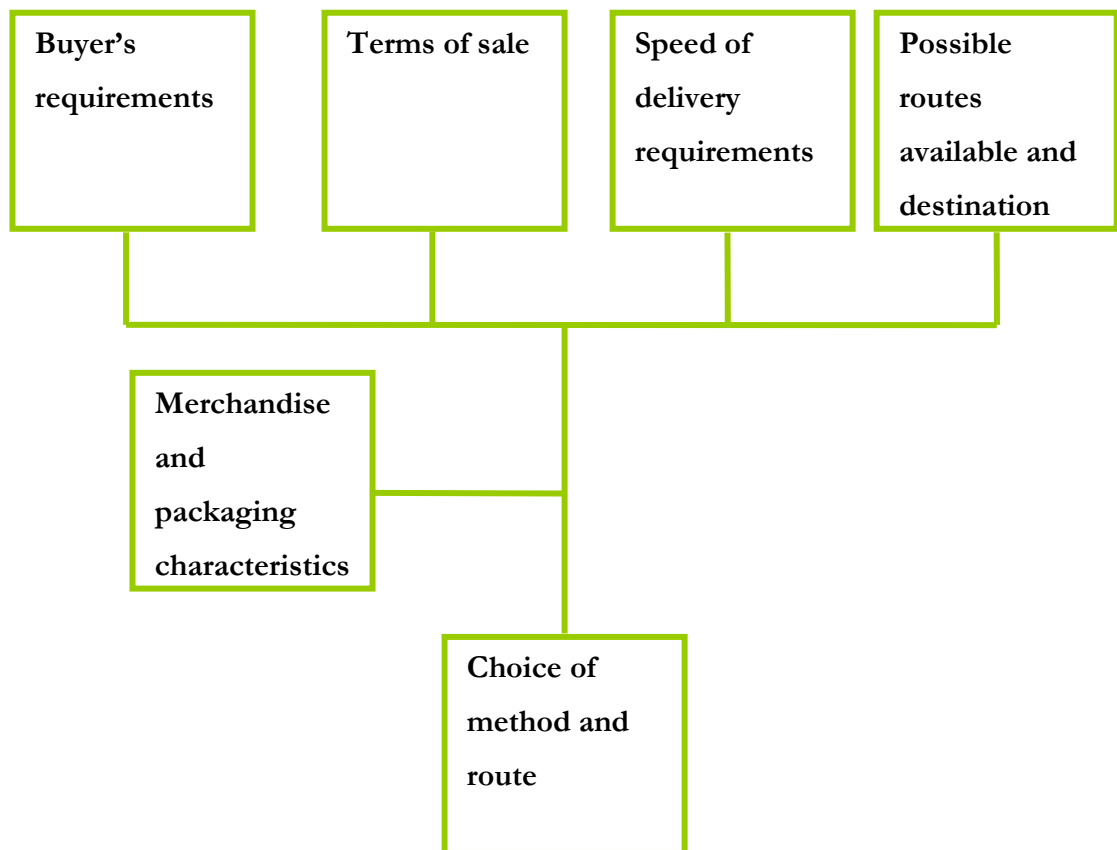 Buyer’s
requirements
Terms of sale
Speed of
delivery
requirements
Possible
routes
available and
destination
Merchandise
and
packaging
characteristics
Choice of
method and
route